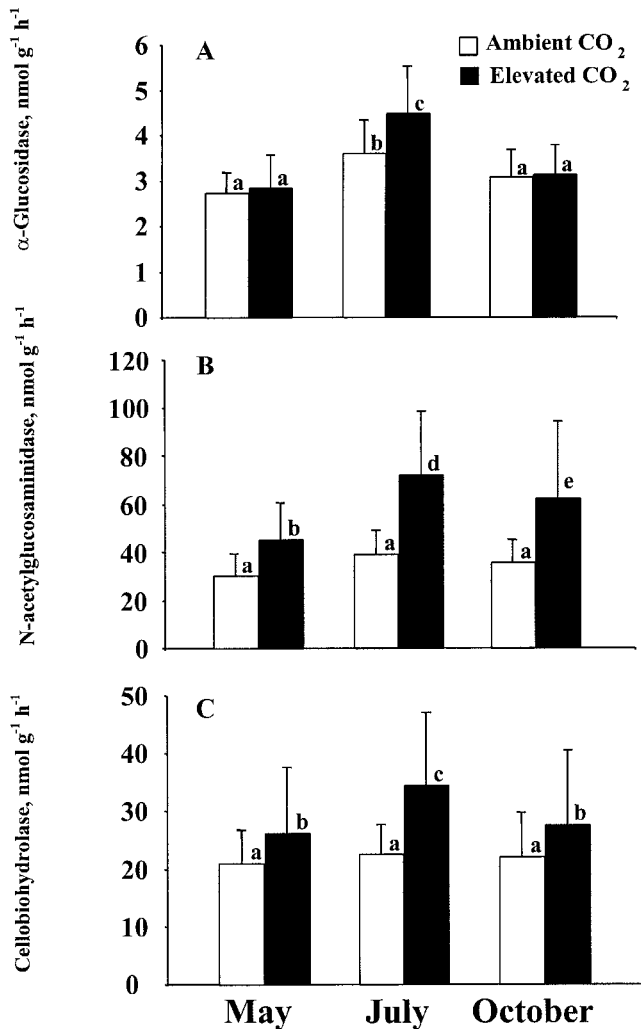 α-Glucosidase, nmol g⁻¹ h⁻¹
A
Ambient CO₂
Elevated CO₂
6
5
4
3
2
1
0
a a b c a a
N-acetylglucosaminidase, nmol g⁻¹ h⁻¹
B
120
100
80
60
40
20
0
a b a d a e
Cellobiohydrolase, nmol g⁻¹ h⁻¹
C
50
40
30
20
10
0
a b a c a b
May July October